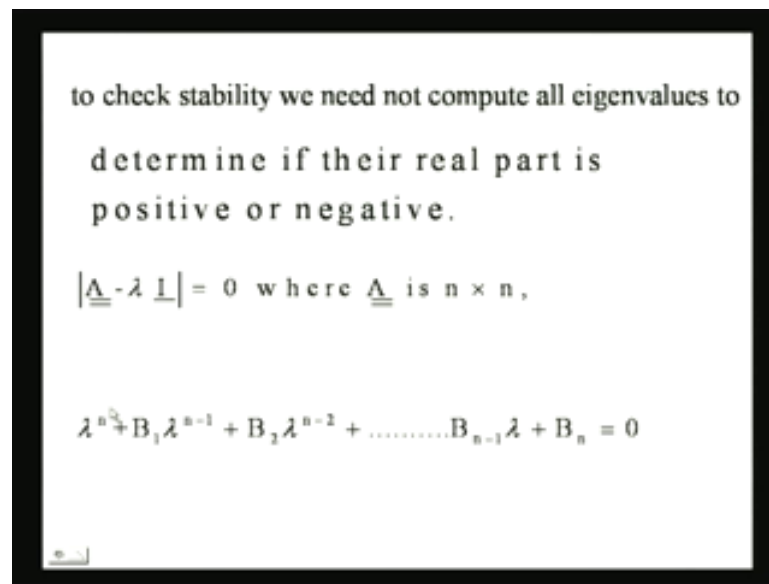 to check stability we need not compute all eigenvalues to
determine if their real part is
positive or negative.
|A̳ - λ I̲| = 0 where A̳ is n × n,
λⁿ + B₁λⁿ⁻¹ + B₂λⁿ⁻² + ..........Bₙ₋₁λ + Bₙ = 0